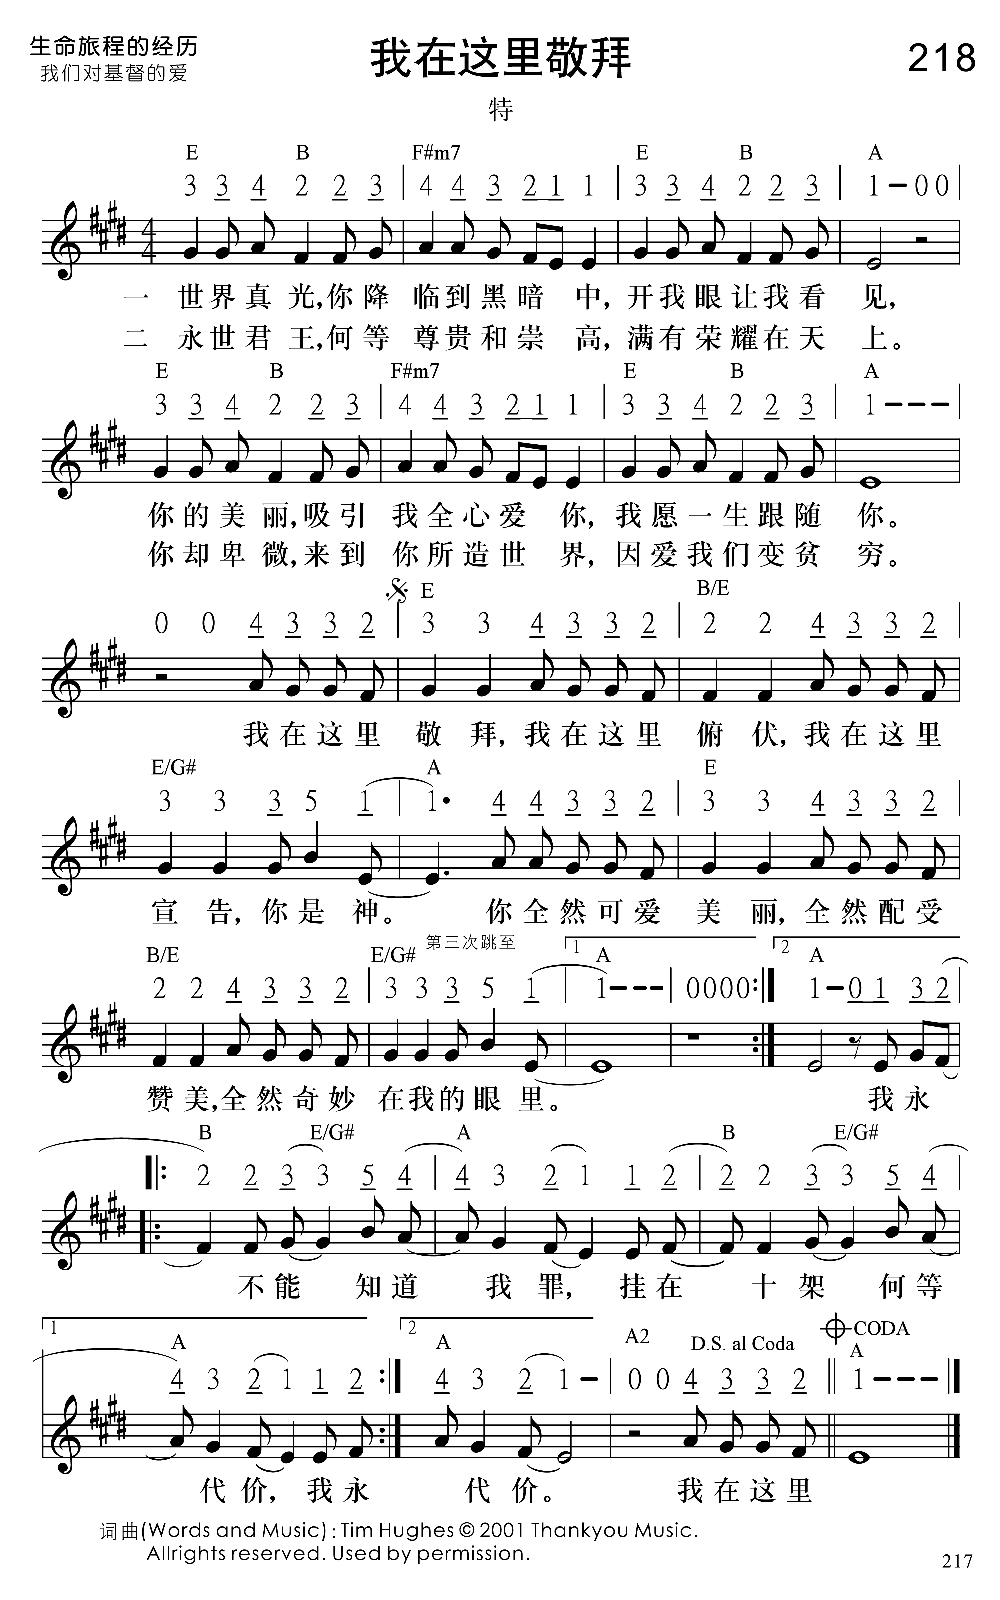 生命旅程的经历
我们对基督的爱
我在这里敬拜
218
特
E B F#m7 E B A
3 3 4 2 2 3 | 4 4 3 2 1 1 | 3 3 4 2 2 3 | 1 - 0 0 |
4
4
一 世界真光,你降临到黑暗中, 开我眼让我看见,
二 永世君王,何等尊贵和崇高, 满有荣耀在天上。
E B F#m7 E B A
3 3 4 2 2 3 | 4 4 3 2 1 1 | 3 3 4 2 2 3 | 1 - - - |
你的美丽,吸引我全心爱你, 我愿一生跟随你。
你却卑微,来到你所造世界, 因爱我们变贫穷。
E B/E
0 0 4 3 3 2 | 3 3 4 3 3 2 | 2 2 4 3 3 2 |
我在这里敬拜, 我在这里俯伏, 我在这里
E/G# A E
3 3 3 5 1 | 1· 4 4 3 3 2 | 3 3 4 3 3 2 |
宣告, 你是神。 你全然可爱美丽, 全然配受
B/E E/G# 第三次跳至 1 A 2 A
2 2 4 3 3 2 | 3 3 3 5 1 | 1 - - - | 0 0 0 0 :| 1 - 0 1 3 2 |
赞美,全然奇妙在我的眼里。 我永
B E/G# A B E/G#
|: 2 2 3 3 5 4 | 4 3 2 1 1 2 | 2 2 3 3 5 4 |
不能知道我罪, 挂在十架何等
1 A 2 A A2 D.S. al Coda CODA A
4 3 2 1 1 2 :| 4 3 2 1 - | 0 0 4 3 3 2 || 1 - - - |
代价, 我永代价。 我在这里
词曲(Words and Music) : Tim Hughes © 2001 Thankyou Music.
Allrights reserved. Used by permission.
217